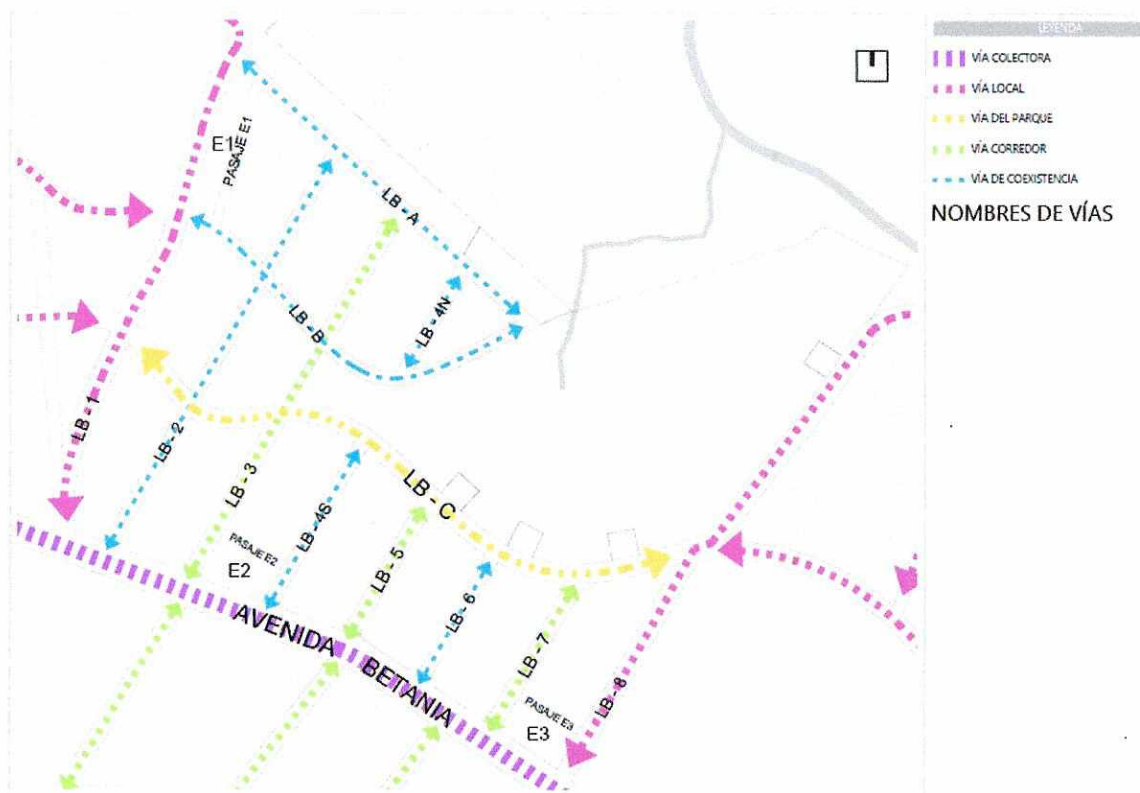 LEYENDA
VÍA COLECTORA
VÍA LOCAL
VÍA DEL PARQUE
VÍA CORREDOR
VÍA DE COEXISTENCIA
NOMBRES DE VÍAS
E1
PASAJE E1
LB - A
LB - B
LB - 4N
LB - 1
LB - 2
LB - 3
LB - C
LB - 4S
PASAJE E2
E2
LB - 5
LB - 6
LB - 7
LB - 8
AVENIDA BETANIA
PASAJE E3
E3